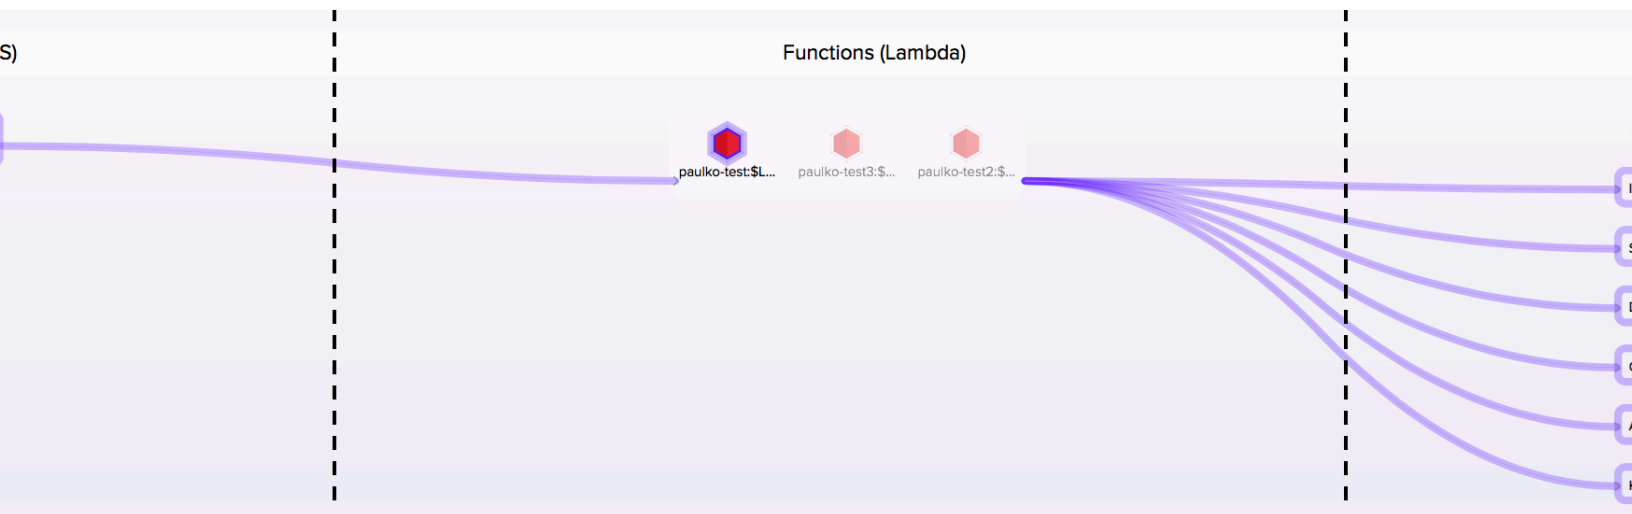 S)
Functions (Lambda)
paulko-test:$L...
paulko-test3:$...
paulko-test2:$...
S
D
C
A
K